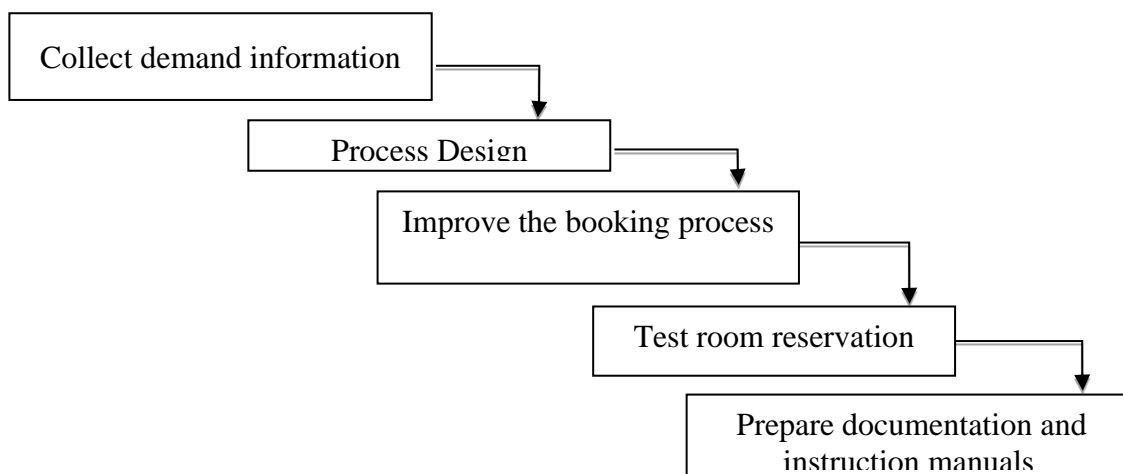 Collect demand information
Process Design
Improve the booking process
Test room reservation
Prepare documentation and
instruction manuals